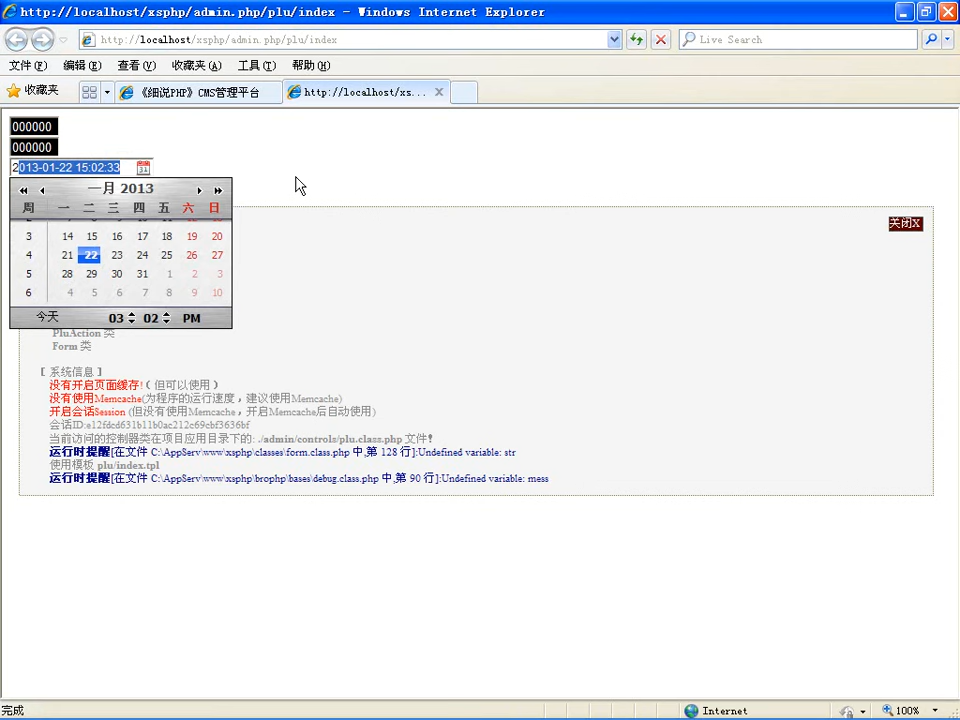 http://localhost/xsphp/admin.php/plu/index - Windows Internet Explorer
http://localhost/xsphp/admin.php/plu/index
Live Search
文件(F) 编辑(E) 查看(V) 收藏夹(A) 工具(T) 帮助(H)
收藏夹 《细说PHP》CMS管理平台 http://localhost/xs...
000000
000000
2013-01-22 15:02:33
一月 2013
周 一 二 三 四 五 六 日
3 14 15 16 17 18 19 20
4 21 22 23 24 25 26 27
5 28 29 30 31 1 2 3
6 4 5 6 7 8 9 10
今天 03 02 PM
关闭X
PluAction 类
Form 类
[ 系统信息 ]
没有开启页面缓存!(但可以使用)
没有使用Memcache(为程序的运行速度，建议使用Memcache)
开启会话Session (但没有使用Memcache，开启Memcache后自动使用)
会话ID:e12fdcd631b11b0ac212c69cbf3636bf
当前访问的控制器类在项目应用目录下的: ./admin/controls/plu.class.php 文件!
运行时提醒[在文件 C:\AppServ\www\xsphp\classes\form.class.php 中,第 128 行]:Undefined variable: str
使用模板 plu/index.tpl
运行时提醒[在文件 C:\AppServ\www\xsphp\brophp\bases\debug.class.php 中,第 90 行]:Undefined variable: mess
完成 Internet 100%